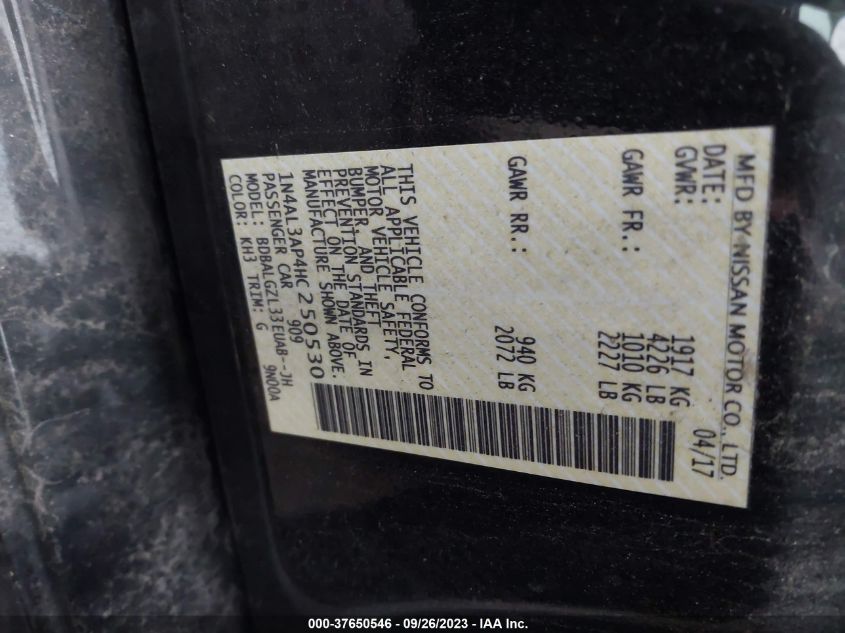 MFD BY NISSAN MOTOR CO., LTD.
DATE: 04/17
GVWR: 1917 KG
4226 LB
GAWR FR.: 1010 KG
2227 LB
GAWR RR.: 940 KG
2072 LB
THIS VEHICLE CONFORMS TO
ALL APPLICABLE FEDERAL
MOTOR VEHICLE SAFETY,
BUMPER, AND THEFT
PREVENTION STANDARDS IN
EFFECT ON THE DATE OF
MANUFACTURE SHOWN ABOVE.
1N4AL3AP4HC250530
PASSENGER CAR 909
MODEL: BDBALGZL33EUAB--JH
COLOR: KH3 TRIM: G 9N00A
000-37650546 - 09/26/2023 - IAA Inc.